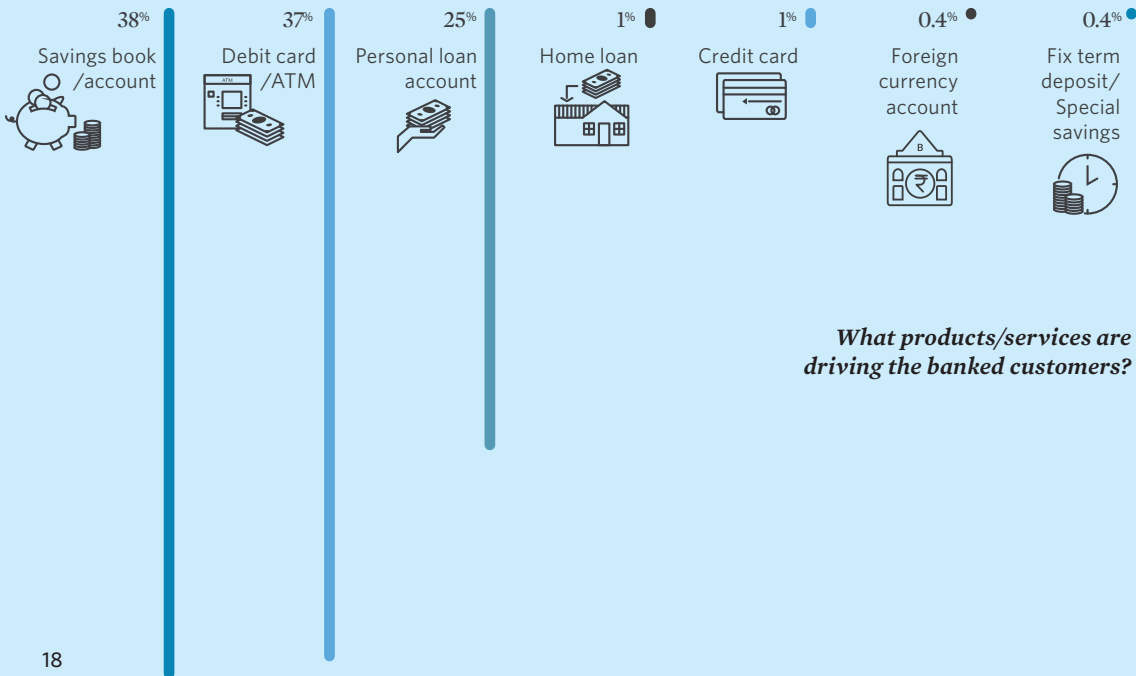 38%
Savings book
/account
37%
Debit card
/ATM
ATM
25%
Personal loan
account
1%
Home loan
1%
Credit card
0.4%
Foreign
currency
account
B
₹
0.4%
Fix term
deposit/
Special
savings
What products/services are
driving the banked customers?
18